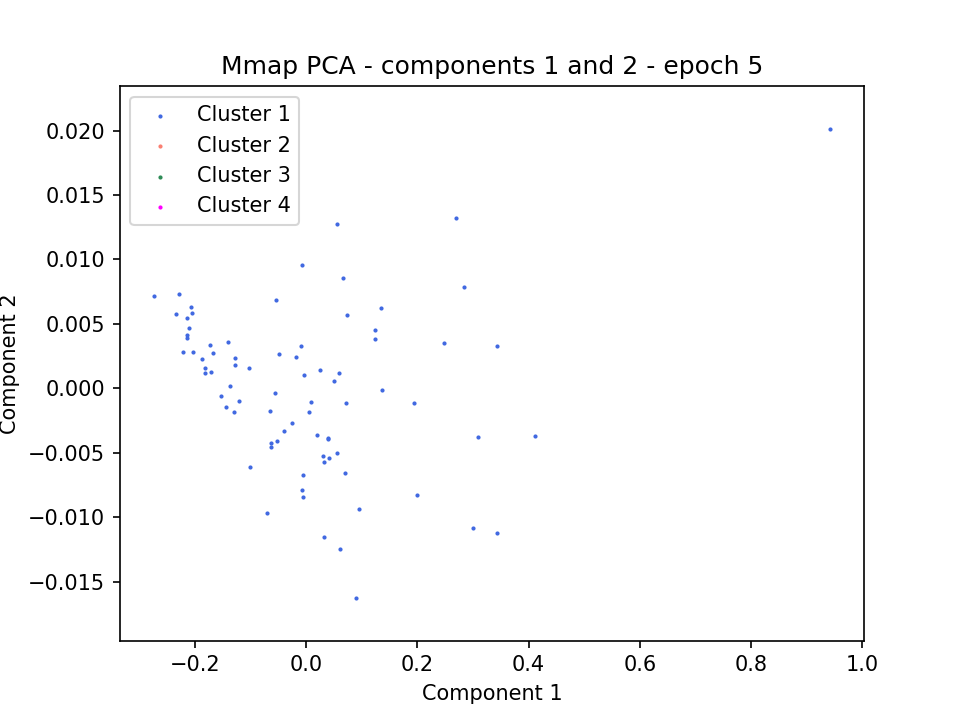 Mmap PCA - components 1 and 2 - epoch 5
Cluster 1
Cluster 2
Cluster 3
Cluster 4
0.020
0.015
0.010
0.005
0.000
−0.005
−0.010
−0.015
Component 2
−0.2 0.0 0.2 0.4 0.6 0.8 1.0
Component 1